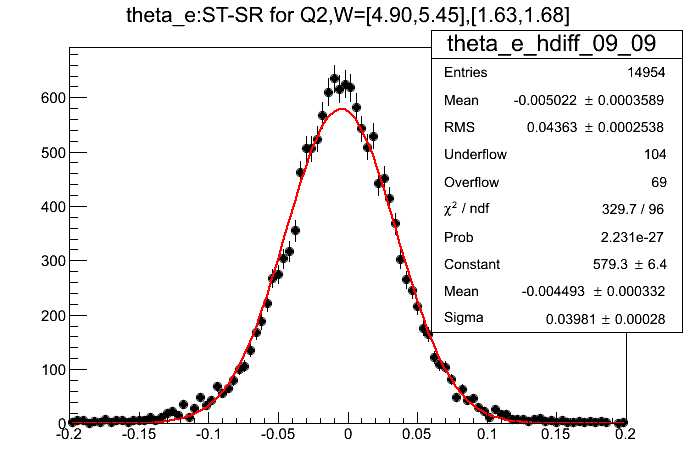 theta_e:ST-SR for Q2,W=[4.90,5.45],[1.63,1.68]
theta_e_hdiff_09_09
Entries 14954
Mean -0.005022 ± 0.0003589
RMS 0.04363 ± 0.0002538
Underflow 104
Overflow 69
χ² / ndf 329.7 / 96
Prob 2.231e-27
Constant 579.3 ± 6.4
Mean -0.004493 ± 0.000332
Sigma 0.03981 ± 0.00028
600
500
400
300
200
100
0
-0.2 -0.15 -0.1 -0.05 0 0.05 0.1 0.15 0.2